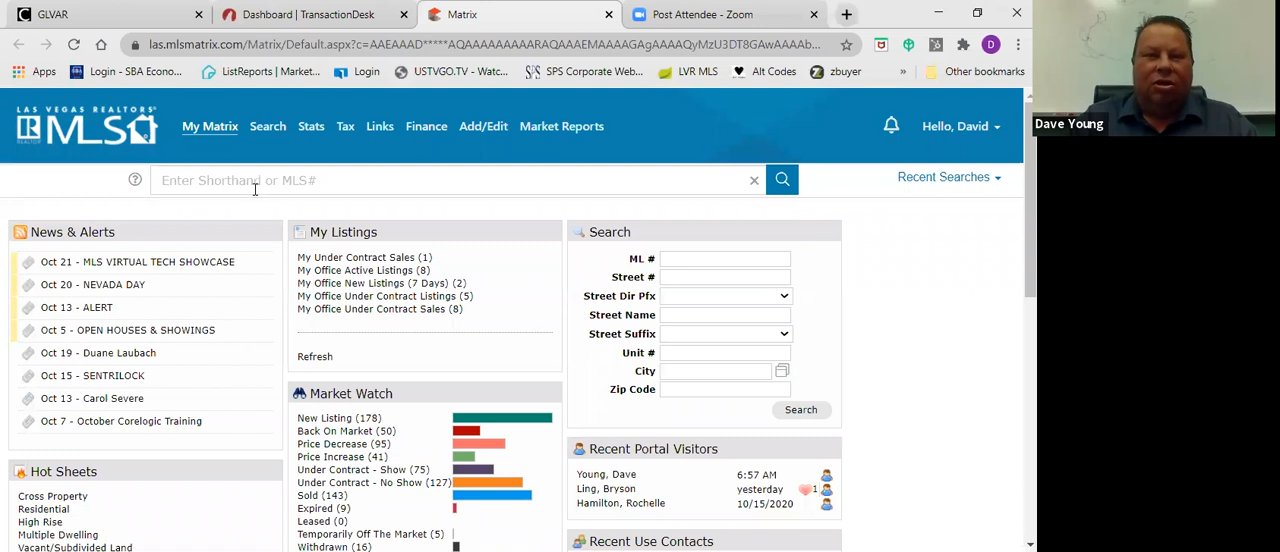 GLVAR
Dashboard | TransactionDesk
Matrix
Post Attendee - Zoom
las.mlsmatrix.com/Matrix/Default.aspx?c=AAEAAAD*****AQAAAAAAAAARAQAAAEMAAAAGAgAAAAQyMzU3DT8GAwAAAAb...
Apps
Login - SBA Econo...
ListReports | Market...
Login
USTVGO.TV - Watc...
SPS Corporate Web...
LVR MLS
Alt Codes
zbuyer
»
Other bookmarks
Dave Young
LAS VEGAS REALTORS®
MLS
My Matrix
Search
Stats
Tax
Links
Finance
Add/Edit
Market Reports
Hello, David
Enter Shorthand or MLS#
Recent Searches
News & Alerts
Oct 21 - MLS VIRTUAL TECH SHOWCASE
Oct 20 - NEVADA DAY
Oct 13 - ALERT
Oct 5 - OPEN HOUSES & SHOWINGS
Oct 19 - Duane Laubach
Oct 15 - SENTRILOCK
Oct 13 - Carol Severe
Oct 7 - October Corelogic Training
Hot Sheets
Cross Property
Residential
High Rise
Multiple Dwelling
Vacant/Subdivided Land
My Listings
My Under Contract Sales (1)
My Office Active Listings (8)
My Office New Listings (7 Days) (2)
My Office Under Contract Listings (5)
My Office Under Contract Sales (8)
Refresh
Market Watch
New Listing (178)
Back On Market (50)
Price Decrease (95)
Price Increase (41)
Under Contract - Show (75)
Under Contract - No Show (127)
Sold (143)
Expired (9)
Leased (0)
Temporarily Off The Market (5)
Withdrawn (16)
Search
ML #
Street #
Street Dir Pfx
Street Name
Street Suffix
Unit #
City
Zip Code
Search
Recent Portal Visitors
Young, Dave 6:57 AM
Ling, Bryson yesterday 1
Hamilton, Rochelle 10/15/2020
Recent Use Contacts